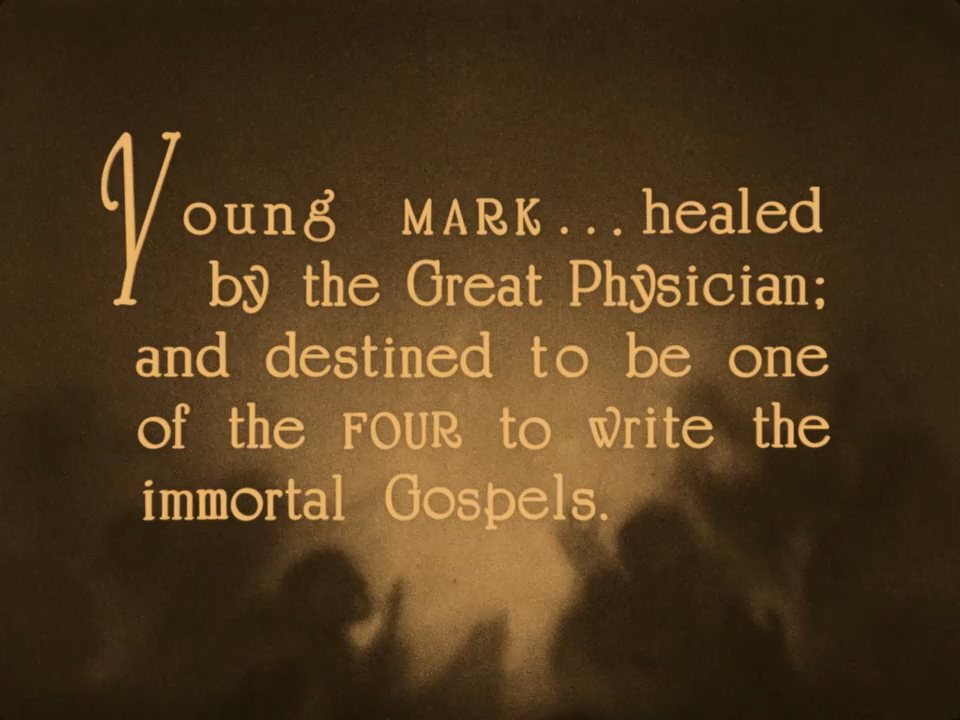 Young MARK... healed
by the Great Physician;
and destined to be one
of the FOUR to write the
immortal Gospels.